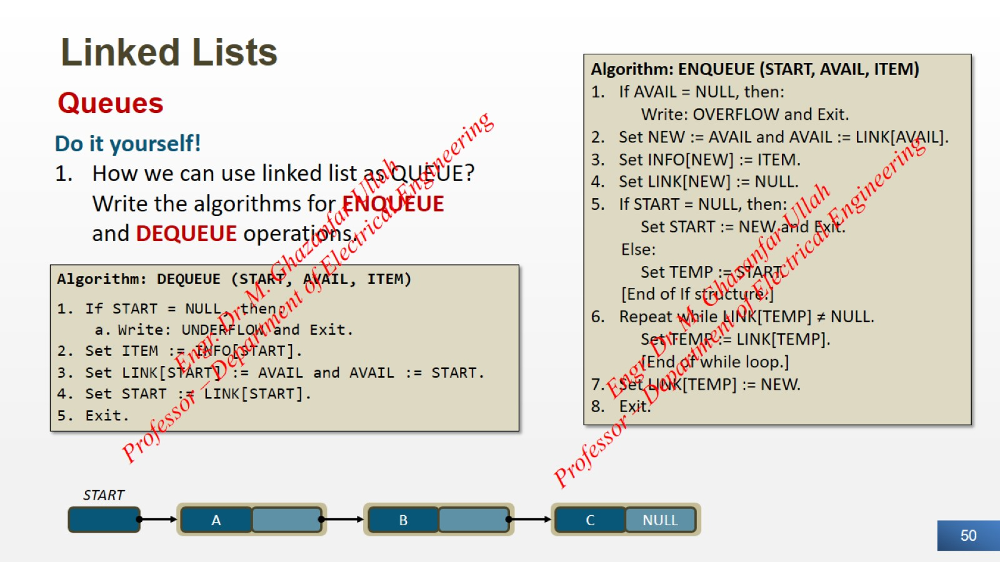 Linked Lists
Queues
Do it yourself!
1. How we can use linked list as QUEUE?
Write the algorithms for ENQUEUE
and DEQUEUE operations.
Algorithm: DEQUEUE (START, AVAIL, ITEM)
1. If START = NULL, then:
a. Write: UNDERFLOW and Exit.
2. Set ITEM := INFO[START].
3. Set LINK[START] := AVAIL and AVAIL := START.
4. Set START := LINK[START].
5. Exit.
Engr. Dr. M. Ghazanfar Ullah
Professor – Department of Electrical Engineering
Algorithm: ENQUEUE (START, AVAIL, ITEM)
1. If AVAIL = NULL, then:
Write: OVERFLOW and Exit.
2. Set NEW := AVAIL and AVAIL := LINK[AVAIL].
3. Set INFO[NEW] := ITEM.
4. Set LINK[NEW] := NULL.
5. If START = NULL, then:
Set START := NEW and Exit.
Else:
Set TEMP := START.
[End of If structure.]
6. Repeat while LINK[TEMP] ≠ NULL.
Set TEMP := LINK[TEMP].
[End of while loop.]
7. Set LINK[TEMP] := NEW.
8. Exit.
Engr. Dr. M. Ghazanfar Ullah
Professor – Department of Electrical Engineering
START
A B C NULL
50